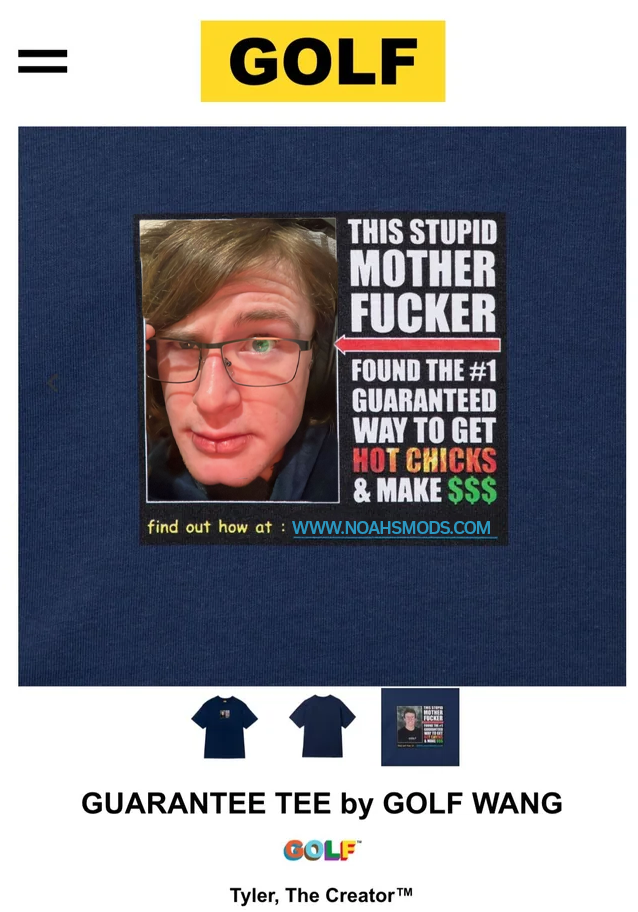 GOLF
THIS STUPID
MOTHER
FUCKER
FOUND THE #1
GUARANTEED
WAY TO GET
HOT CHICKS
& MAKE $$$
find out how at : WWW.NOAHSMODS.COM
GUARANTEE TEE by GOLF WANG
GOLF™
Tyler, The Creator™